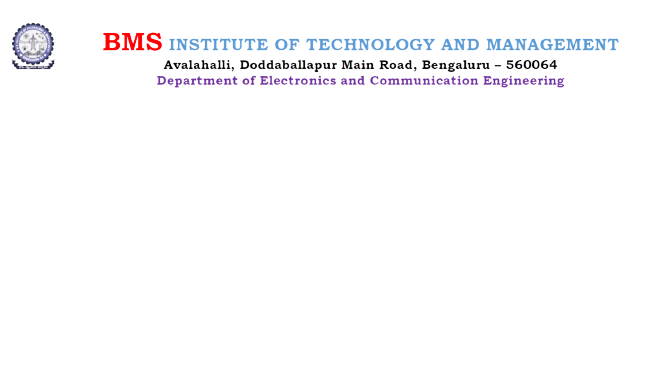 BMS INSTITUTE OF TECHNOLOGY AND MANAGEMENT
Avalahalli, Doddaballapur Main Road, Bengaluru – 560064
Department of Electronics and Communication Engineering